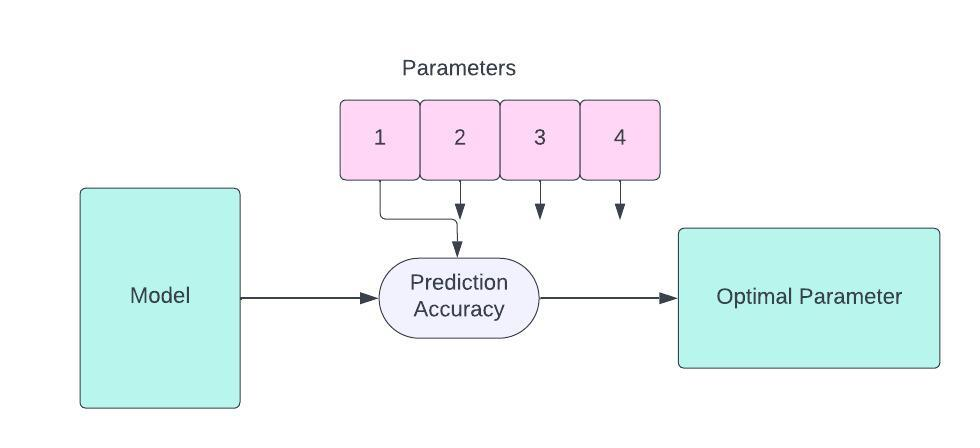 Parameters
1 2 3 4
Model
Prediction
Accuracy
Optimal Parameter